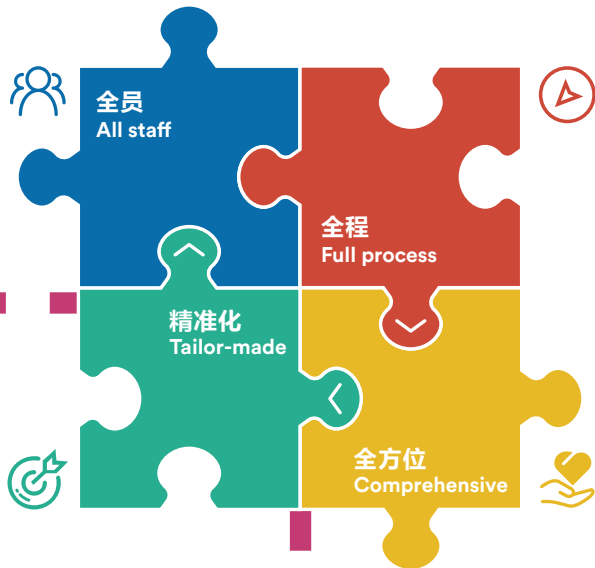 全员
All staff
全程
Full process
精准化
Tailor-made
全方位
Comprehensive